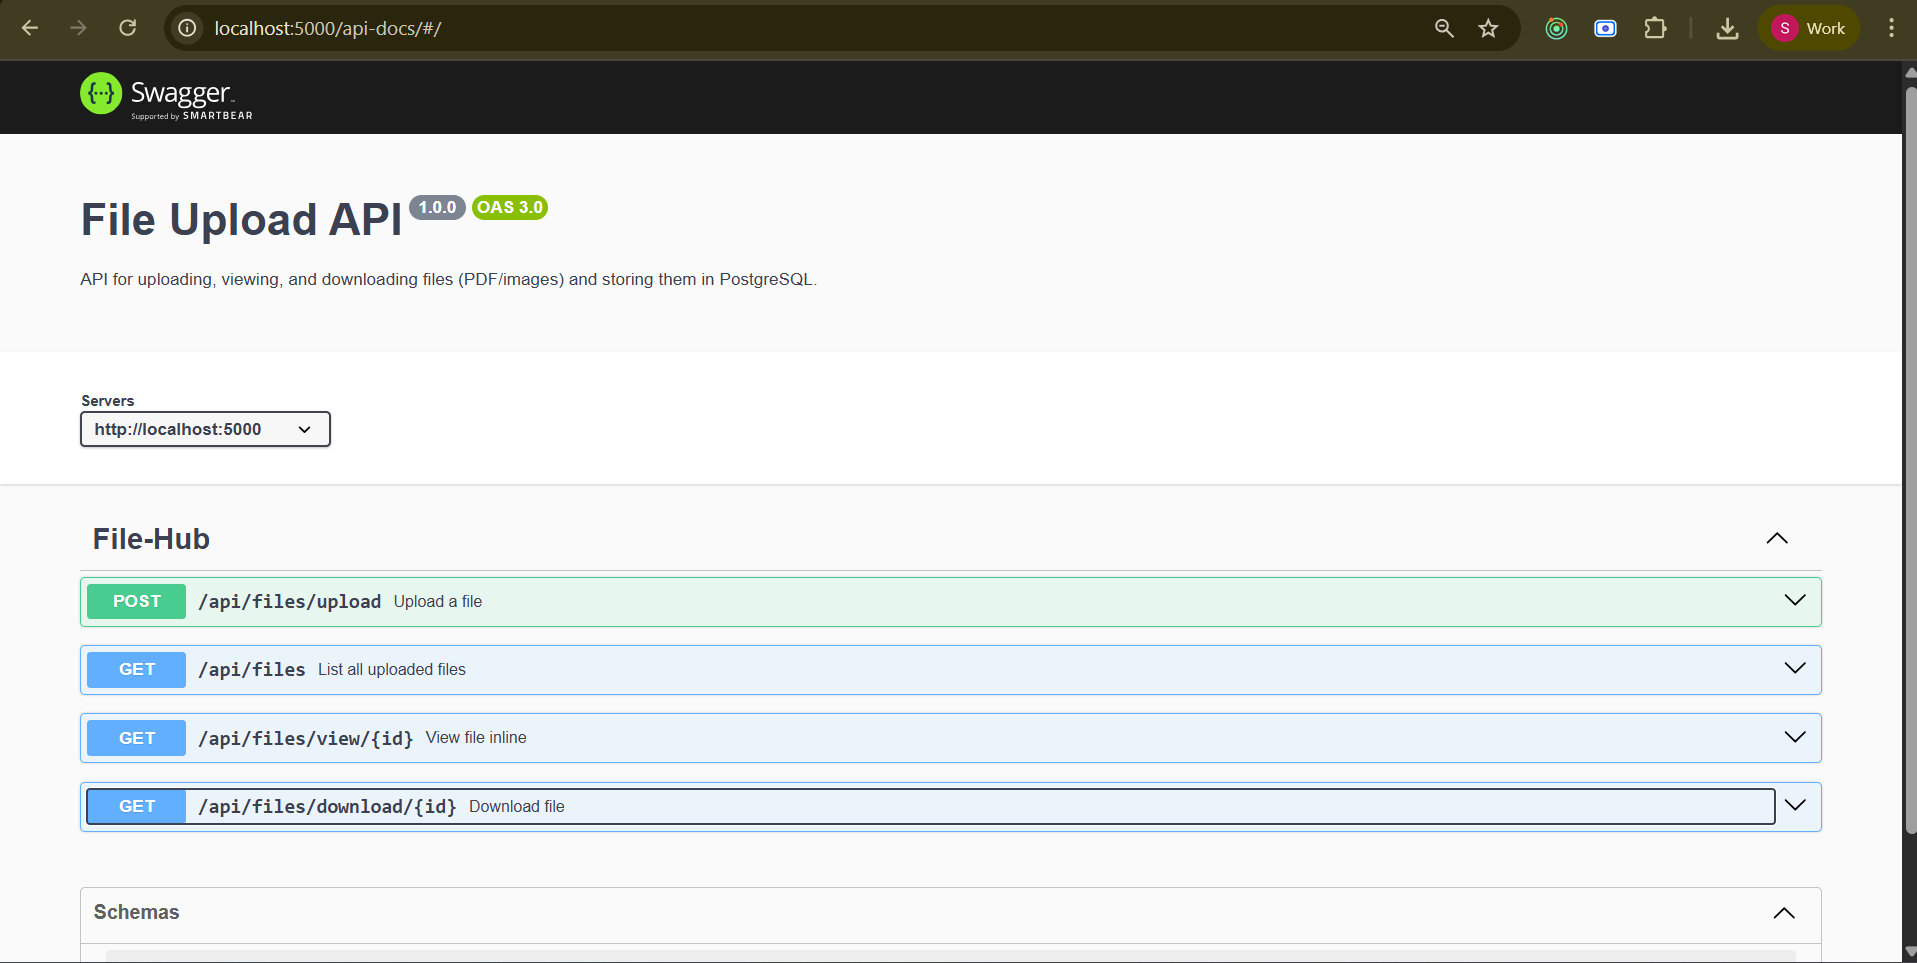 localhost:5000/api-docs/#/
S Work
{...} Swagger
Supported by SMARTBEAR
File Upload API 1.0.0 OAS 3.0
API for uploading, viewing, and downloading files (PDF/images) and storing them in PostgreSQL.
Servers
http://localhost:5000
File-Hub
POST /api/files/upload Upload a file
GET /api/files List all uploaded files
GET /api/files/view/{id} View file inline
GET /api/files/download/{id} Download file
Schemas